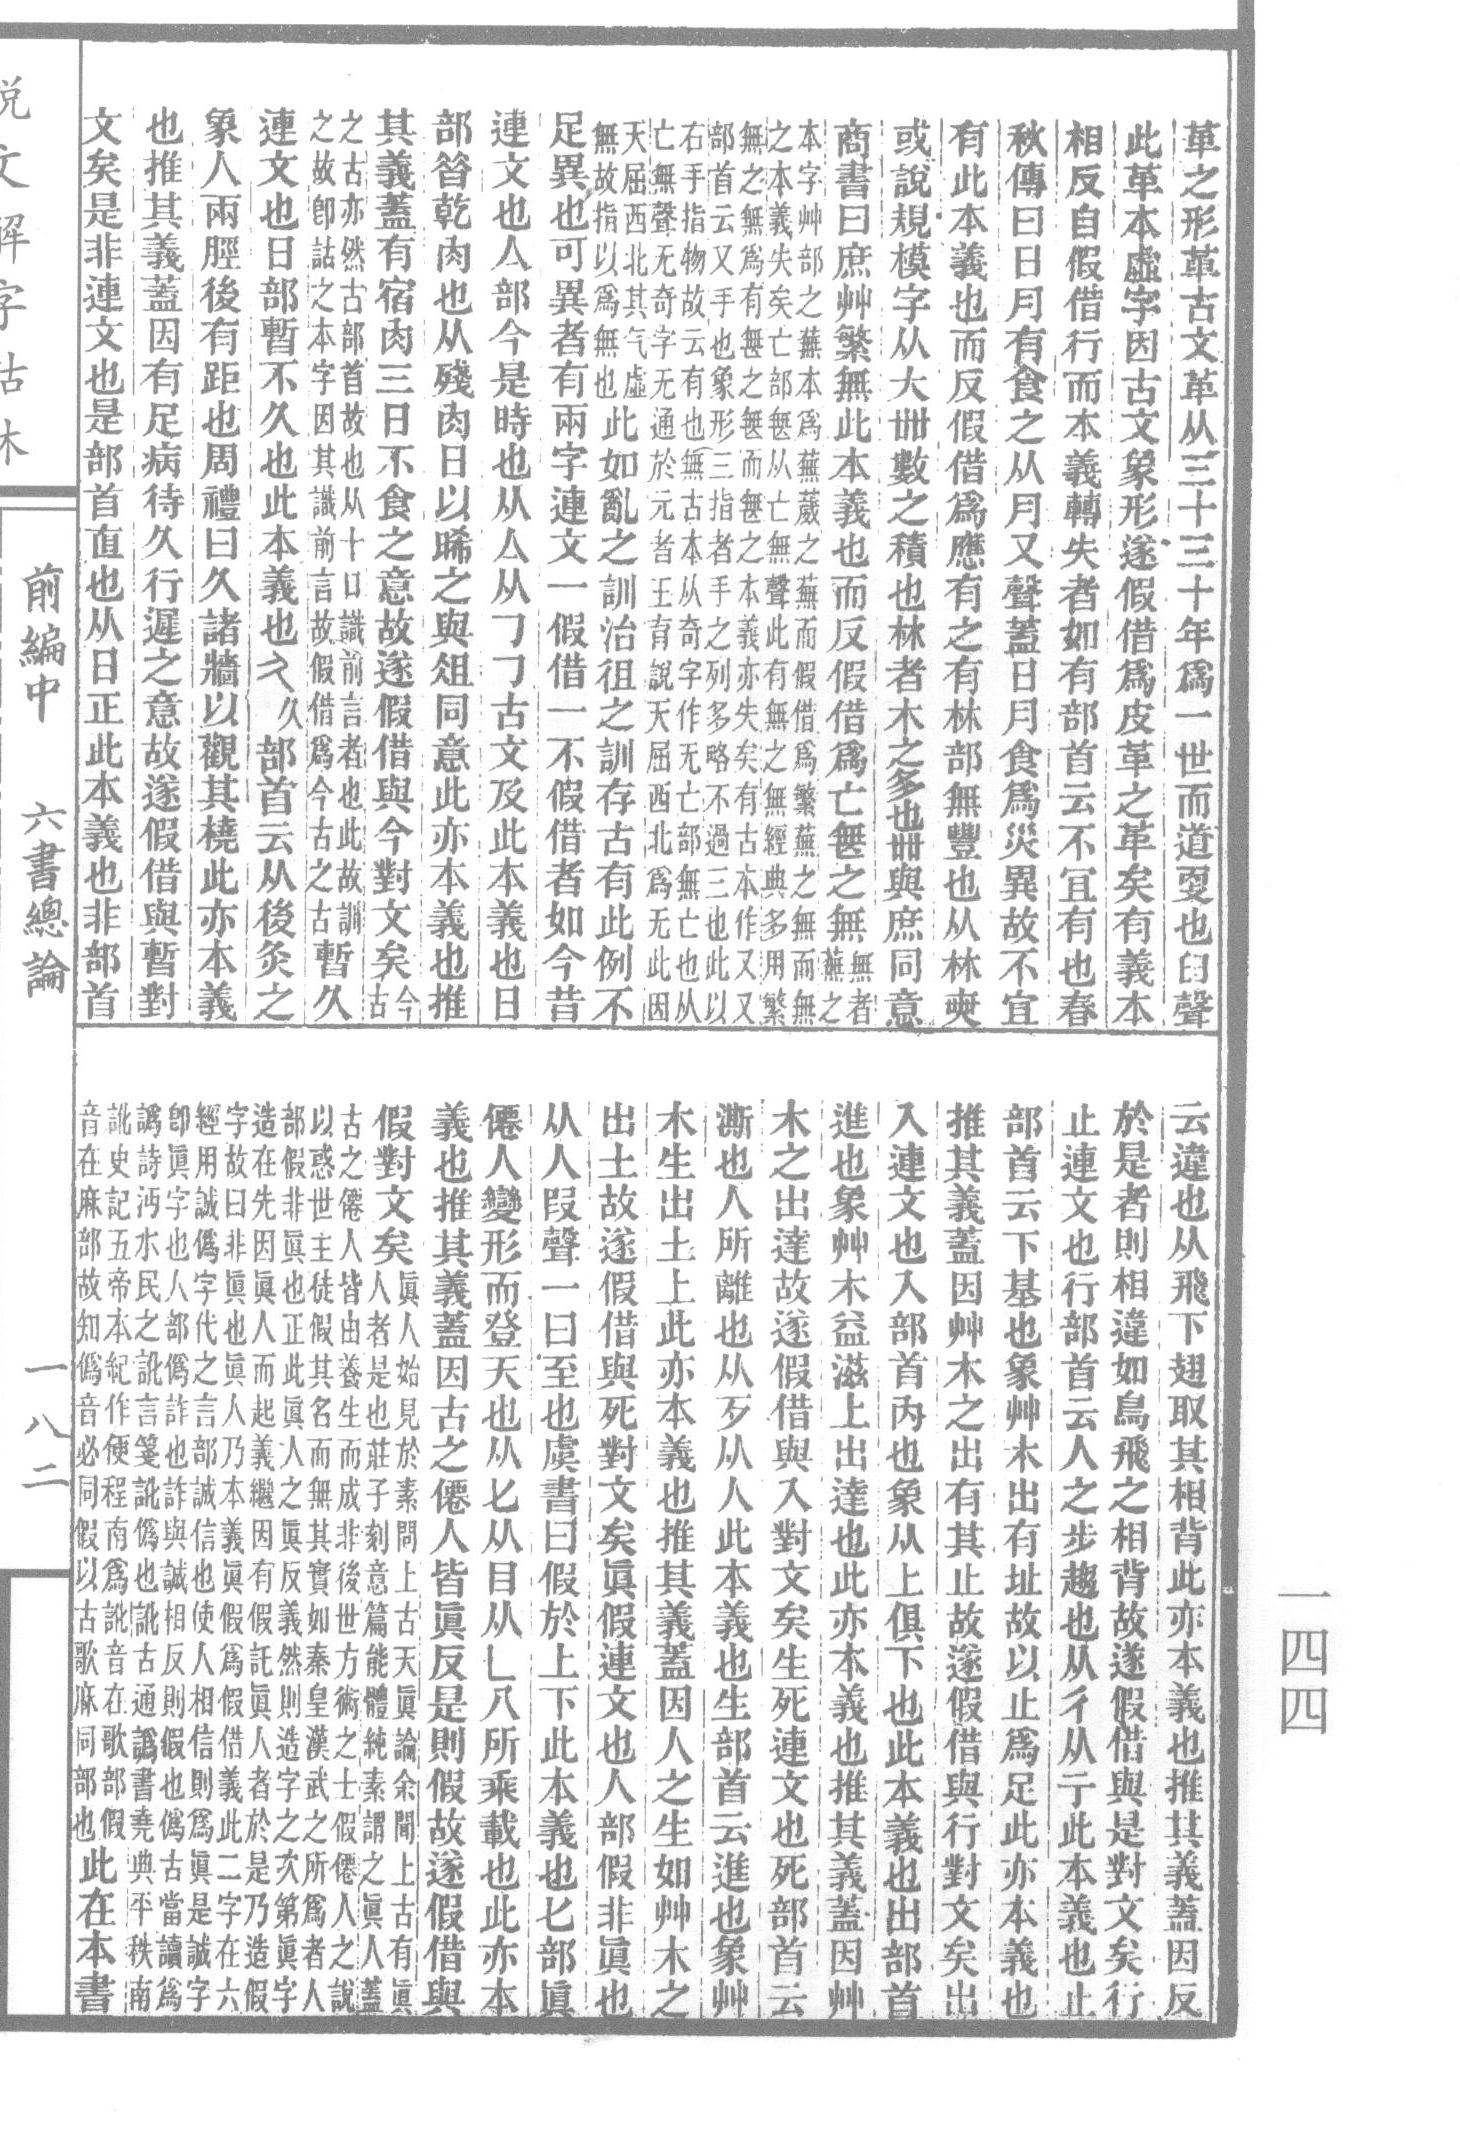 革之形革古文革从三十三十年爲一世而道㪅也𦥑聲
此革本虛字因古文象形遂假借爲皮革之革矣有義本
相反自假借行而本義轉失者如有部首云不宜有也春
秋傳曰日月有食之从月又聲蓋日月食爲災異故不宜
有此本義也而反假借爲應有之有林部無豐也从林奭
或說規模字从大卌數之積也林者木之多也卌與庶同意
商書曰庶艸繁無此本義也而反假借爲亡無之無無者蕪之
本字艸部之蕪本爲蕪薉之蕪而假借爲繁蕪之無而無
之本義失矣亡部無从亡無聲此有無之無經典多用繁
無之無爲有無之無而無之本義亦失矣有古本作又又
部首云又手也象形三指者手之列多略不過三也此以
右手指物故云有也無古本从奇字作无亡部無亡也从
亡無聲无奇字无通於元者王育說天屈西北爲无此因
天屈西北其气虛
無故指以爲無也此如亂之訓治徂之訓存古有此例不
足異也可異者有兩字連文一假借一不假借者如今昔
連文也亼部今是時也从亼从㇇㇇古文及此本義也日
部昔乾肉也从殘肉日以晞之與俎同意此亦本義也推
其義蓋有宿肉三日不食之意故遂假借與今對文矣今古
之古亦然古部首故也从十口識前言者也此故訓
之故卽詁之本字因其識前言故假借爲今古之古暫久
連文也日部暫不久也此本義也久久部首云从後灸之
象人兩脛後有距也周禮曰久諸牆以觀其橈此亦本義
也推其義蓋因有足病待久行遲之意故遂假借與暫對
文矣是非連文也是部首直也从日正此本義也非部首
云違也从飛下翅取其相背此亦本義也推其義蓋因反
於是者則相違如鳥飛之相背故遂假借與是對文矣行
止連文也行部首云人之步趨也从彳从亍此本義也止
部首云下基也象艸木出有址故以止爲足此亦本義也
推其義蓋因艸木之出有其止故遂假借與行對文矣出
入連文也入部首內也象从上俱下也此本義也出部首
進也象艸木益滋上出達也此亦本義也推其義蓋因艸
木之出達故遂假借與入對文矣生死連文也死部首云
澌也人所離也从歹从人此本義也生部首云進也象艸
木生出土上此亦本義也推其義蓋因人之生如艸木之
出土故遂假借與死對文矣眞假連文也人部假非眞也
从人叚聲一曰至也虞書曰假於上下此本義也匕部眞
僊人變形而登天也从匕从目从乚八所乘載也此亦本
義也推其義蓋因古之僊人皆眞反是則假故遂假借與
假對文矣眞人始見於素問上古天眞論余聞上古有眞
人者是也莊子刻意篇能體純素謂之眞人蓋
古之僊人皆由養生而成非後世方術之士假僊人之說
以惑世主徒假其名而無其實如秦皇漢武之所爲者人
部假非眞也正此眞人之眞反義然則造字之次第眞字
造在先因眞人而起義繼因有假託眞人者於是乃造假
字故曰非眞也眞人乃本義眞假爲假借義此二字在六
經用誠僞字代之言部誠信也使人相信則爲眞是誠字
卽眞字也人部僞詐也詐與誠相反則假也僞古當讀爲
譌詩沔水民之訛言箋訛僞也訛古通譌書堯典平秩南
訛史記五帝本紀作便程南爲訛音在歌部假
音在麻部故知僞音必同假以古歌麻同部也此在本書
說文解字詁林
前編中　六書總論
一八二
一四四